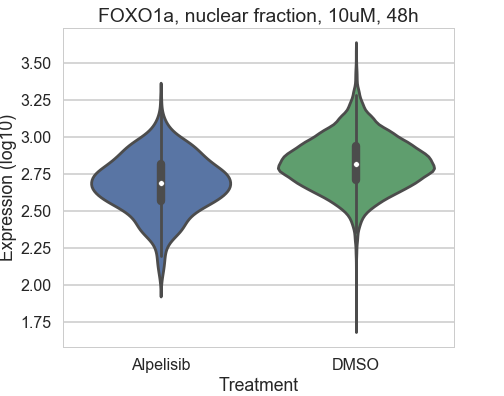 FOXO1a, nuclear fraction, 10uM, 48h
Expression (log10)
3.50
3.25
3.00
2.75
2.50
2.25
2.00
1.75
Alpelisib
DMSO
Treatment